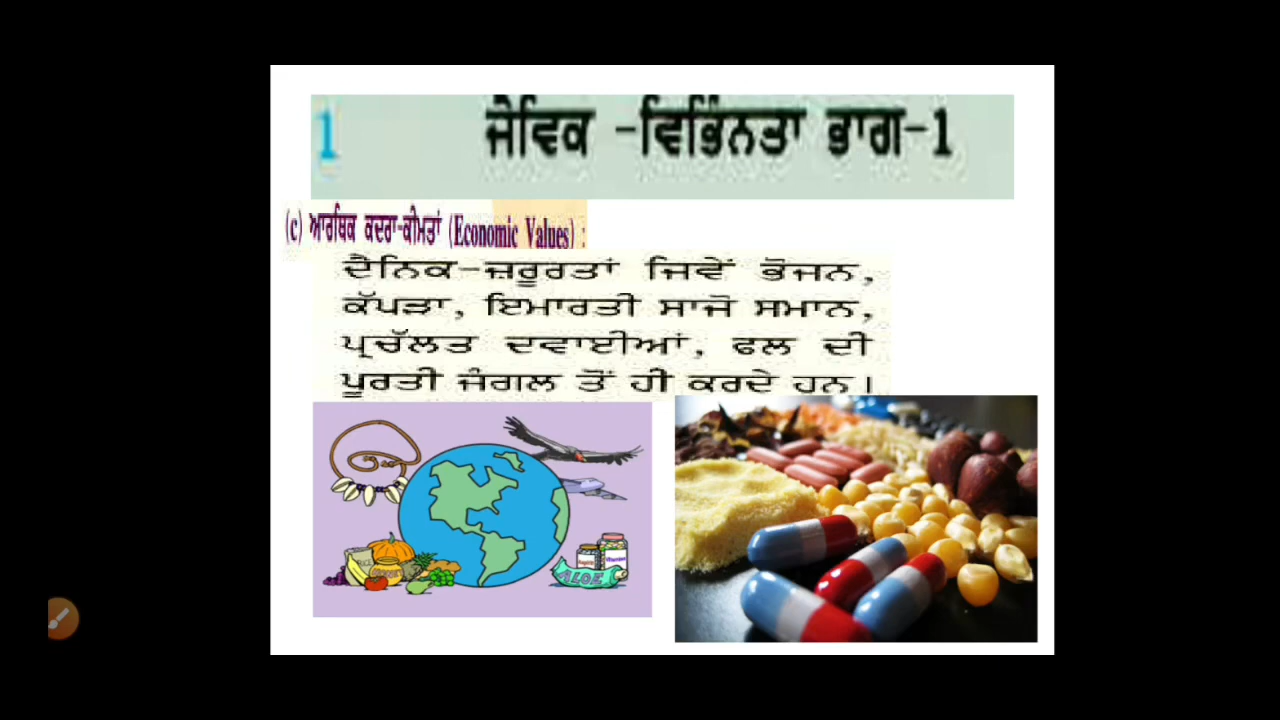 1 ਜੈਵਿਕ -ਵਿਭਿੰਨਤਾ ਭਾਗ-1
(c) ਆਰਥਿਕ ਕਦਰਾ-ਕੀਮਤਾਂ (Economic Values) :
ਦੈਨਿਕ-ਜ਼ਰੂਰਤਾਂ ਜਿਵੇਂ ਭੋਜਨ,
ਕੱਪੜਾ, ਇਮਾਰਤੀ ਸਾਜੋ ਸਮਾਨ,
ਪ੍ਰਚੱਲਤ ਦਵਾਈਆਂ, ਫਲ ਦੀ
ਪੂਰਤੀ ਜੰਗਲ ਤੋਂ ਹੀ ਕਰਦੇ ਹਨ।
ALOE